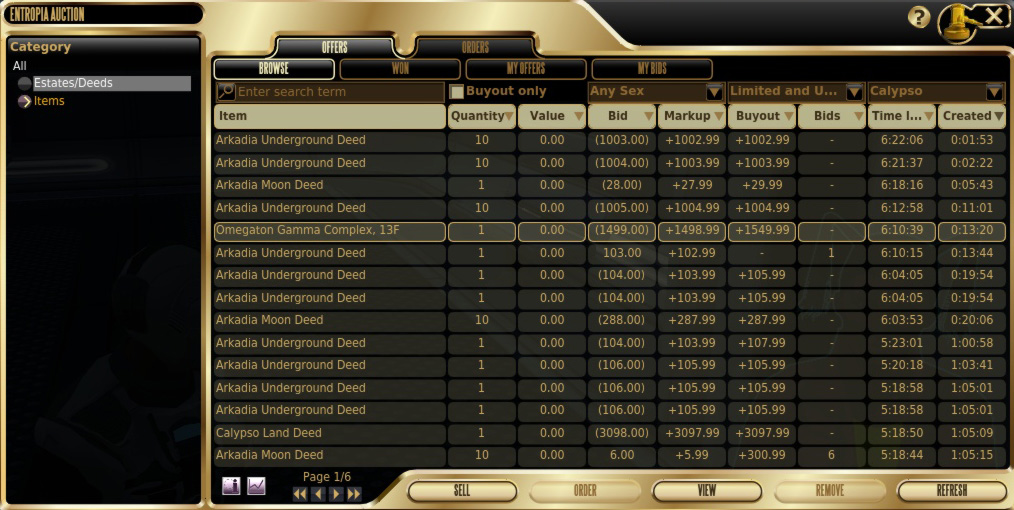 ENTROPIA AUCTION
Category
All
Estates/Deeds
Items
OFFERS ORDERS
BROWSE WON MY OFFERS MY BIDS
Enter search term Buyout only Any Sex Limited and U... Calypso
Item Quantity Value Bid Markup Buyout Bids Time l... Created
Arkadia Underground Deed 10 0.00 (1003.00) +1002.99 +1002.99 - 6:22:06 0:01:53
Arkadia Underground Deed 10 0.00 (1004.00) +1003.99 +1003.99 - 6:21:37 0:02:22
Arkadia Moon Deed 1 0.00 (28.00) +27.99 +29.99 - 6:18:16 0:05:43
Arkadia Underground Deed 10 0.00 (1005.00) +1004.99 +1004.99 - 6:12:58 0:11:01
Omegaton Gamma Complex, 13F 1 0.00 (1499.00) +1498.99 +1549.99 - 6:10:39 0:13:20
Arkadia Underground Deed 1 0.00 103.00 +102.99 - 1 6:10:15 0:13:44
Arkadia Underground Deed 1 0.00 (104.00) +103.99 +105.99 - 6:04:05 0:19:54
Arkadia Underground Deed 1 0.00 (104.00) +103.99 +105.99 - 6:04:05 0:19:54
Arkadia Moon Deed 10 0.00 (288.00) +287.99 +287.99 - 6:03:53 0:20:06
Arkadia Underground Deed 1 0.00 (104.00) +103.99 +107.99 - 5:23:01 1:00:58
Arkadia Underground Deed 1 0.00 (106.00) +105.99 +105.99 - 5:20:18 1:03:41
Arkadia Underground Deed 1 0.00 (106.00) +105.99 +105.99 - 5:18:58 1:05:01
Arkadia Underground Deed 1 0.00 (106.00) +105.99 +105.99 - 5:18:58 1:05:01
Calypso Land Deed 1 0.00 (3098.00) +3097.99 +3097.99 - 5:18:50 1:05:09
Arkadia Moon Deed 10 0.00 6.00 +5.99 +300.99 6 5:18:44 1:05:15
Page 1/6
SELL ORDER VIEW REMOVE REFRESH